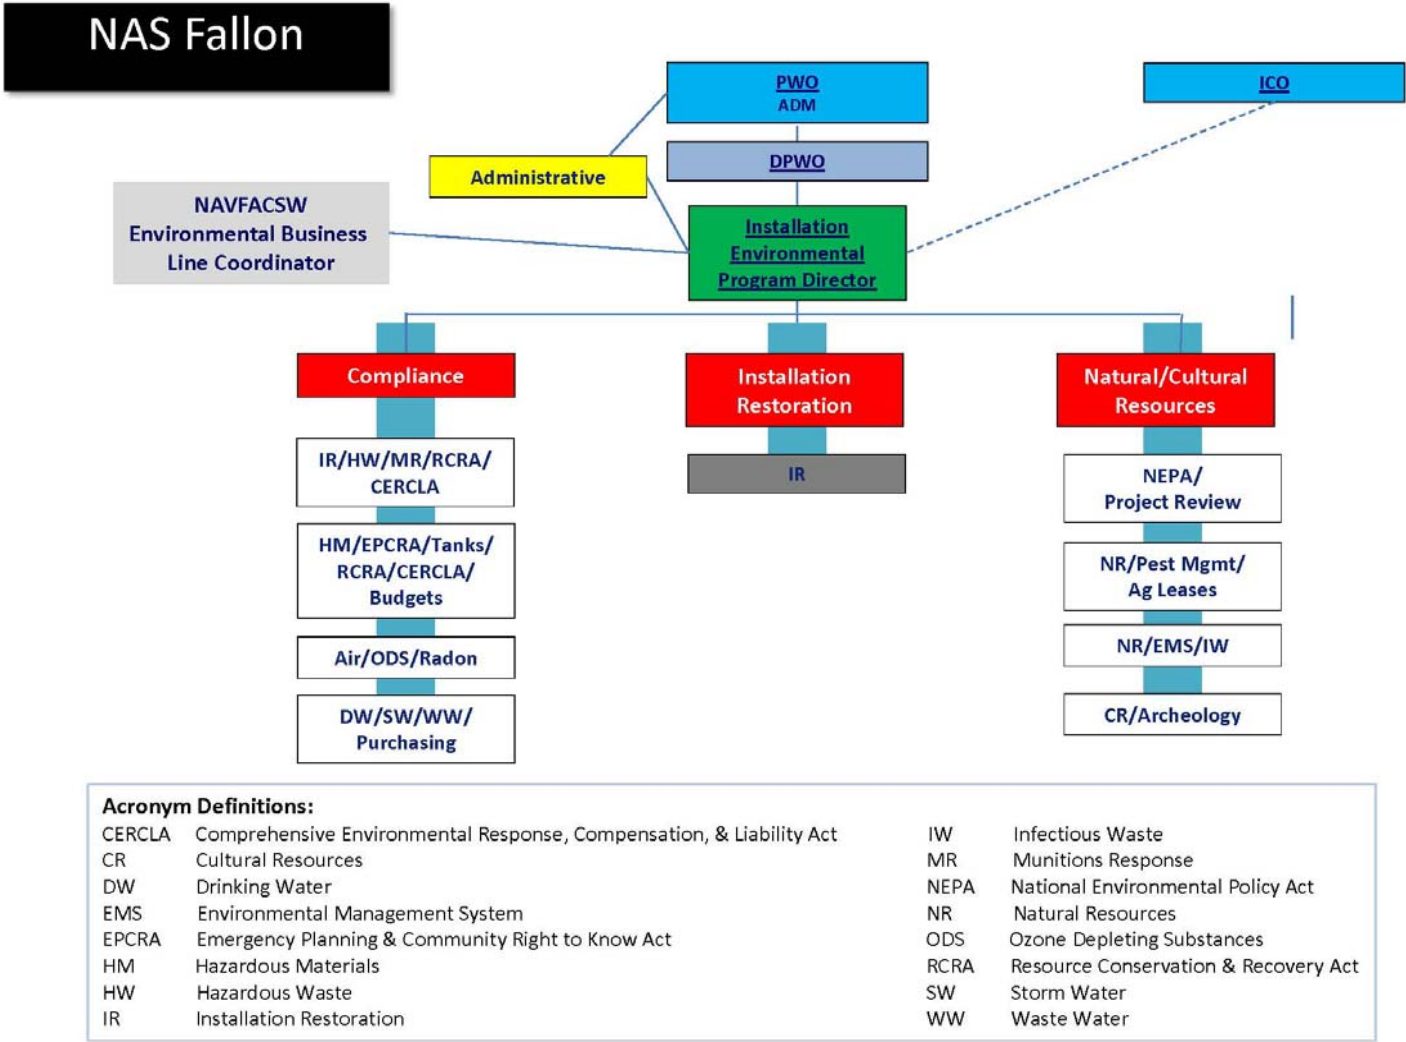 NAS Fallon
PWO
ADM
ICO
DPWO
Administrative
NAVFACSW
Environmental Business
Line Coordinator
Installation
Environmental
Program Director
Compliance
IR/HW/MR/RCRA/
CERCLA
HM/EPCRA/Tanks/
RCRA/CERCLA/
Budgets
Air/ODS/Radon
DW/SW/WW/
Purchasing
Installation
Restoration
IR
Natural/Cultural
Resources
NEPA/
Project Review
NR/Pest Mgmt/
Ag Leases
NR/EMS/IW
CR/Archeology
Acronym Definitions:
CERCLA Comprehensive Environmental Response, Compensation, & Liability Act
CR Cultural Resources
DW Drinking Water
EMS Environmental Management System
EPCRA Emergency Planning & Community Right to Know Act
HM Hazardous Materials
HW Hazardous Waste
IR Installation Restoration
IW Infectious Waste
MR Munitions Response
NEPA National Environmental Policy Act
NR Natural Resources
ODS Ozone Depleting Substances
RCRA Resource Conservation & Recovery Act
SW Storm Water
WW Waste Water